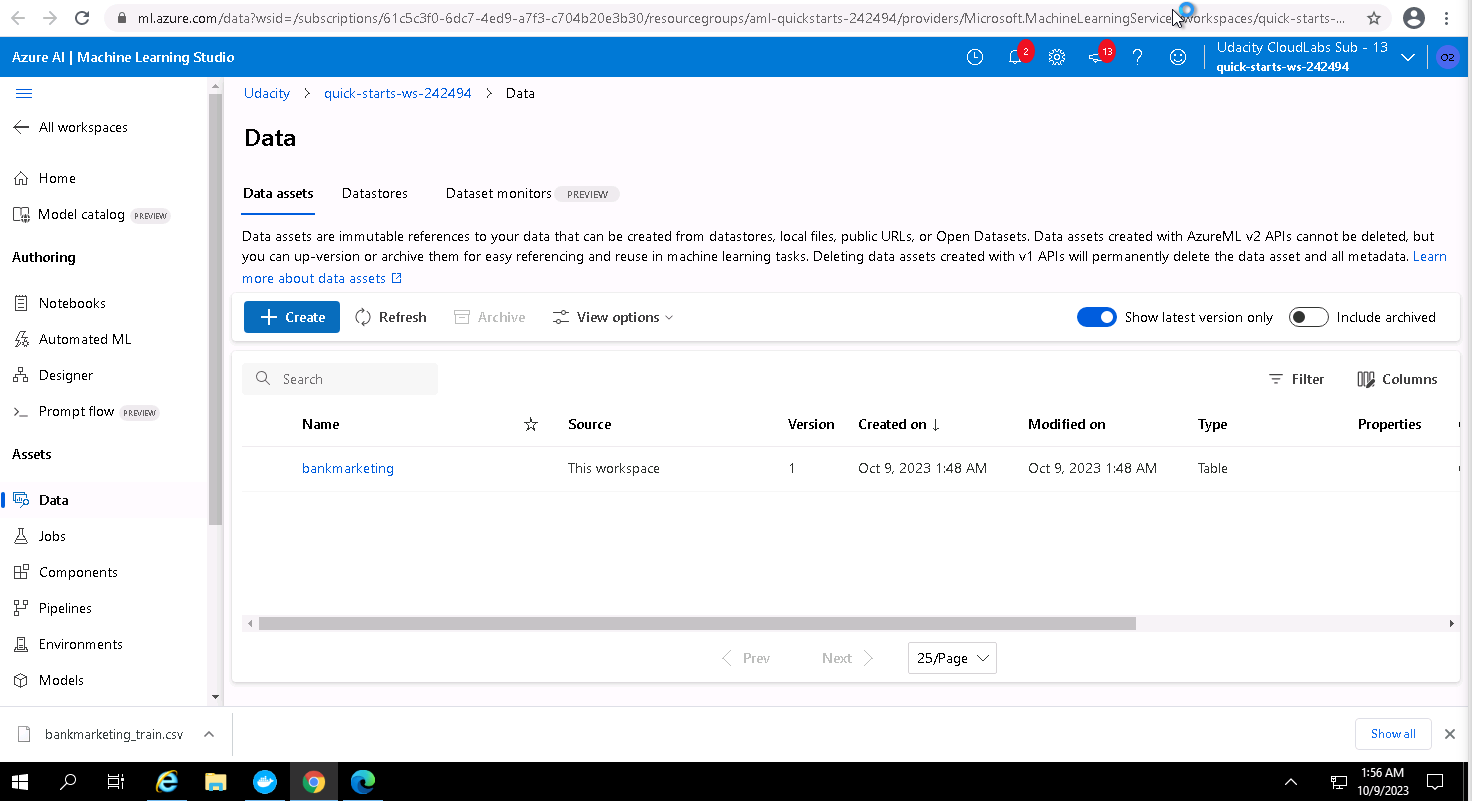 ml.azure.com/data?wsid=/subscriptions/61c5c3f0-6dc7-4ed9-a7f3-c704b20e3b30/resourcegroups/aml-quickstarts-242494/providers/Microsoft.MachineLearningServices/workspaces/quick-starts-...
Azure AI | Machine Learning Studio
2
13
Udacity CloudLabs Sub - 13
quick-starts-ws-242494
O2
All workspaces
Home
Model catalog PREVIEW
Authoring
Notebooks
Automated ML
Designer
Prompt flow PREVIEW
Assets
Data
Jobs
Components
Pipelines
Environments
Models
Udacity > quick-starts-ws-242494 > Data
Data
Data assets Datastores Dataset monitors PREVIEW
Data assets are immutable references to your data that can be created from datastores, local files, public URLs, or Open Datasets. Data assets created with AzureML v2 APIs cannot be deleted, but
you can up-version or archive them for easy referencing and reuse in machine learning tasks. Deleting data assets created with v1 APIs will permanently delete the data asset and all metadata. Learn
more about data assets
Create Refresh Archive View options Show latest version only Include archived
Search Filter Columns
Name Source Version Created on ↓ Modified on Type Properties
bankmarketing This workspace 1 Oct 9, 2023 1:48 AM Oct 9, 2023 1:48 AM Table
Prev Next 25/Page
bankmarketing_train.csv Show all
1:56 AM
10/9/2023